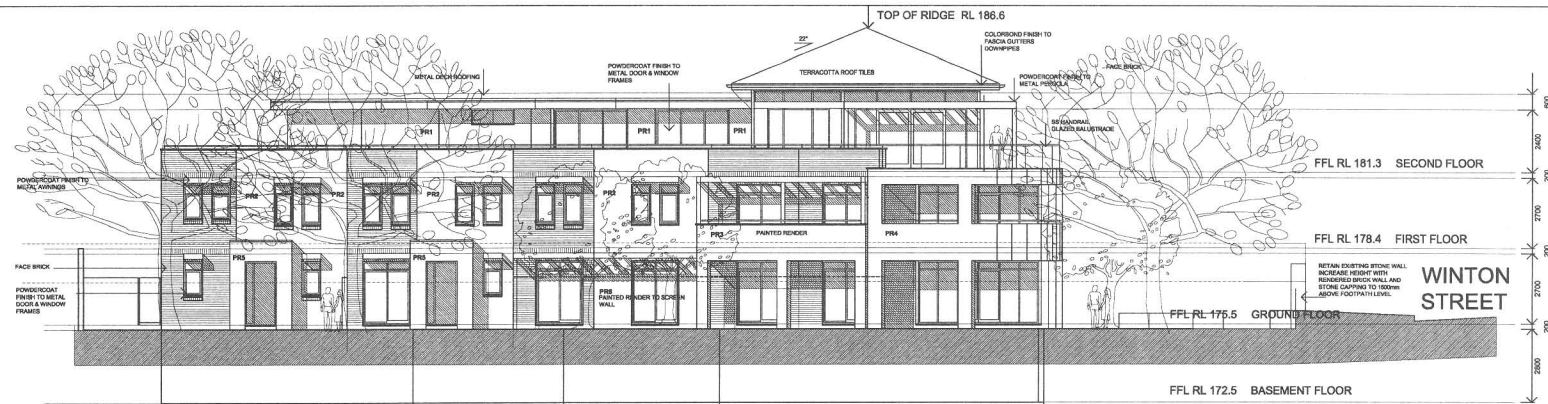 TOP OF RIDGE RL 186.6
COLORBOND FINISH TO
FASCIA GUTTERS
DOWNPIPES
22°
POWDERCOAT FINISH TO
METAL DOOR & WINDOW
FRAMES
TERRACOTTA ROOF TILES
FACE BRICK
METAL DECK ROOFING
POWDERCOAT FINISH TO
METAL PERGOLA
600
PR1
PR1
PR1
SS HANDRAIL
GLAZED BALUSTRADE
2400
FFL RL 181.3 SECOND FLOOR
POWDERCOAT FINISH TO
METAL AWNINGS
PR2
PR2
PR2
PR2
200
2700
PR3
PAINTED RENDER
PR4
FFL RL 178.4 FIRST FLOOR
200
PR5
PR5
FACE BRICK
RETAIN EXISTING STONE WALL
INCREASE HEIGHT WITH
RENDERED BRICK WALL AND
STONE CAPPING TO 1800mm
ABOVE FOOTPATH LEVEL
WINTON
STREET
POWDERCOAT
FINISH TO METAL
DOOR & WINDOW
FRAMES
PR6
PAINTED RENDER TO SCREEN
WALL
2700
FFL RL 175.5 GROUND FLOOR
200
2800
FFL RL 172.5 BASEMENT FLOOR